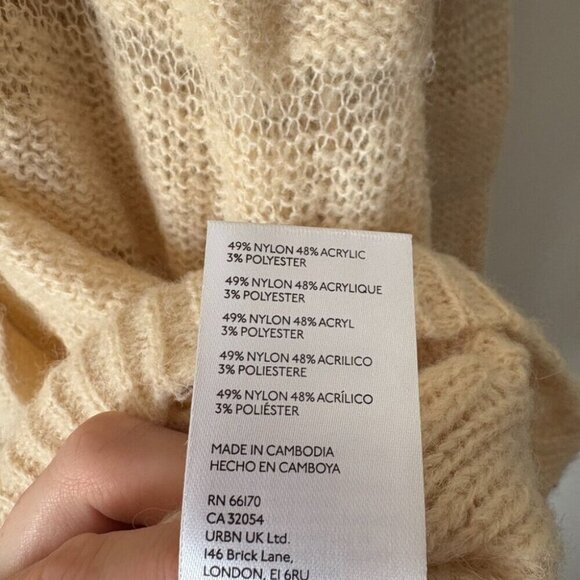 49% NYLON 48% ACRYLIC
3% POLYESTER
49% NYLON 48% ACRYLIQUE
3% POLYESTER
49% NYLON 48% ACRYL
3% POLYESTER
49% NYLON 48% ACRILICO
3% POLIESTERE
49% NYLON 48% ACRÍLICO
3% POLIÉSTER
MADE IN CAMBODIA
HECHO EN CAMBOYA
RN 66170
CA 32054
URBN UK Ltd.
146 Brick Lane,
LONDON, E1 6RU